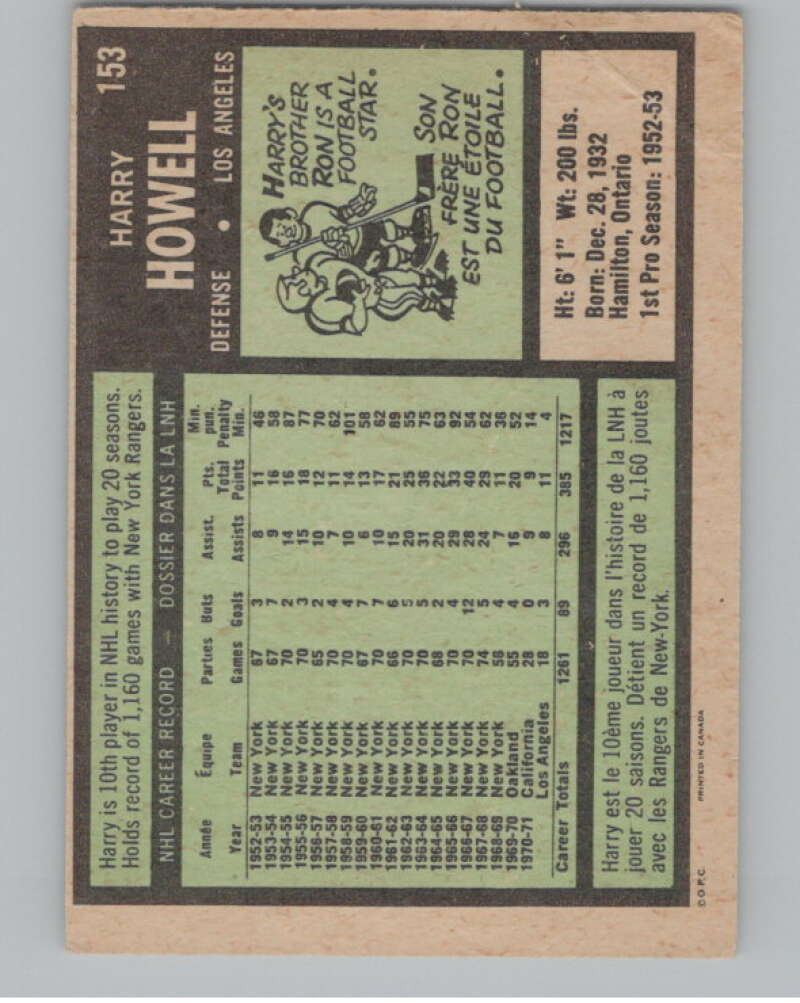 153
HARRY
HOWELL
DEFENSE • LOS ANGELES
HARRY'S
BROTHER
RON IS A
FOOTBALL
STAR.
SON
FRÈRE RON
EST UNE ÉTOILE
DU FOOTBALL.
Ht: 6' 1" Wt: 200 lbs.
Born: Dec. 28, 1932
Hamilton, Ontario
1st Pro Season: 1952-53
Harry is 10th player in NHL history to play 20 seasons.
Holds record of 1,160 games with New York Rangers.
NHL CAREER RECORD — DOSSIER DANS LA LNH
Année Équipe Parties Buts Assist. Pts. Min. pun.
Year Team Games Goals Assists Total Points Penalty Min.
1952-53 New York 67 3 8 11 46
1953-54 New York 67 7 9 16 58
1954-55 New York 70 2 14 16 87
1955-56 New York 70 3 15 18 77
1956-57 New York 65 2 10 12 70
1957-58 New York 70 4 7 11 62
1958-59 New York 70 4 10 14 101
1959-60 New York 67 7 6 13 58
1960-61 New York 70 7 10 17 62
1961-62 New York 66 6 15 21 89
1962-63 New York 70 5 20 25 55
1963-64 New York 70 5 31 36 75
1964-65 New York 68 2 20 22 63
1965-66 New York 70 4 29 33 92
1966-67 New York 70 12 28 40 54
1967-68 New York 74 5 24 29 62
1968-69 New York 56 4 7 11 36
1969-70 Oakland 55 4 16 20 52
1970-71 California 28 0 9 9 14
Los Angeles 18 3 8 11 4
Career Totals 1261 89 296 385 1217
Harry est le 10ème joueur dans l'histoire de la LNH à
jouer 20 saisons. Détient un record de 1,160 joutes
avec les Rangers de New-York.
© O.P.C. PRINTED IN CANADA